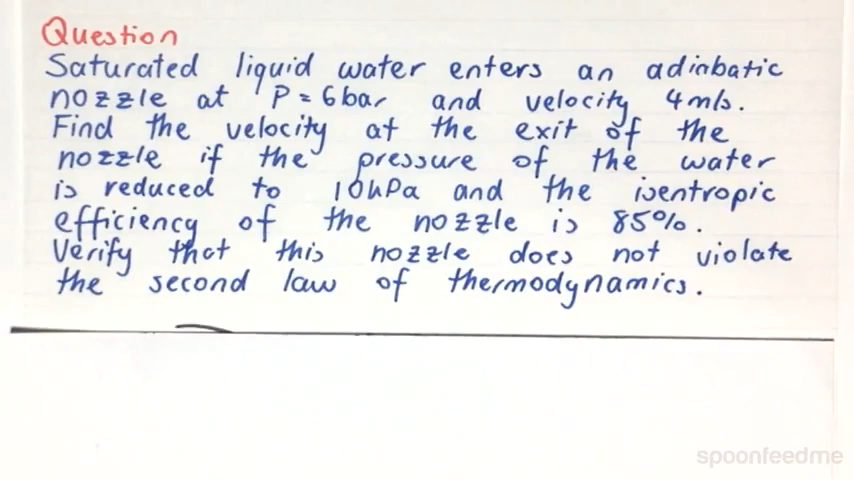 Question
Saturated liquid water enters an adiabatic
nozzle at P = 6 bar and velocity 4 m/s.
Find the velocity at the exit of the
nozzle if the pressure of the water
is reduced to 10 kPa and the isentropic
efficiency of the nozzle is 85%.
Verify that this nozzle does not violate
the second law of thermodynamics.
spoonfeedme